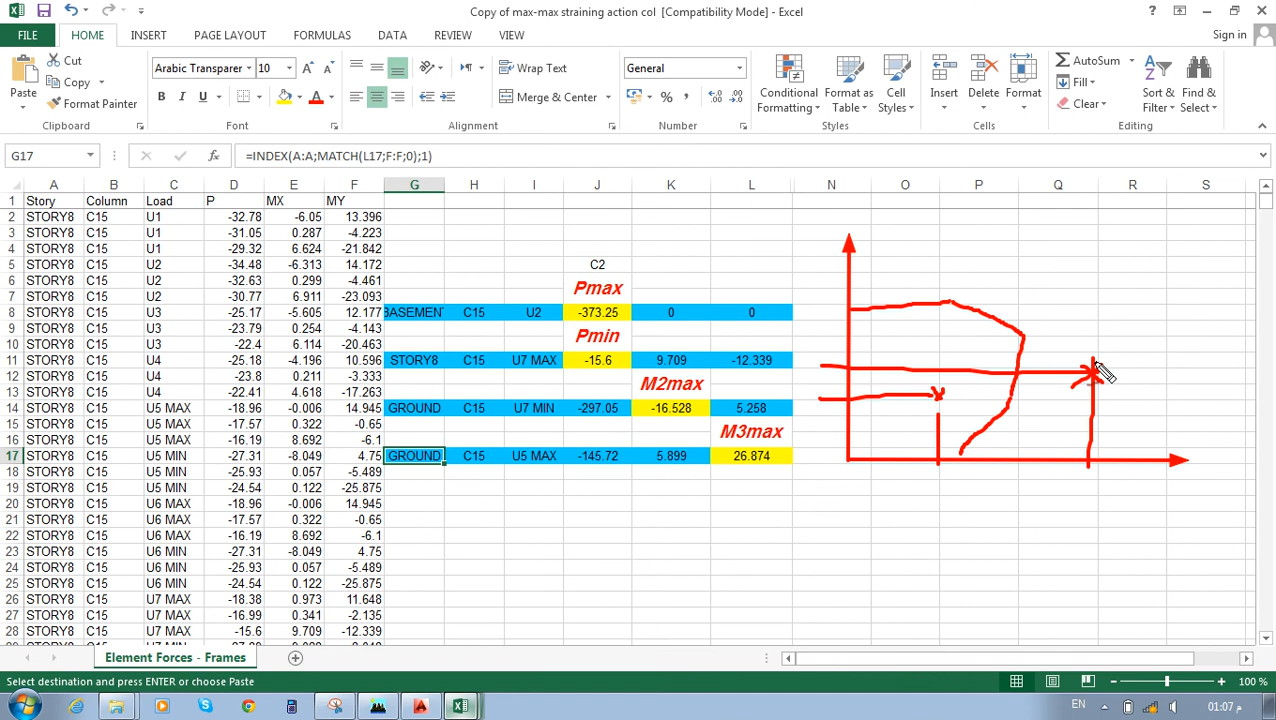 Copy of max-max straining action col [Compatibility Mode] - Excel
FILE HOME INSERT PAGE LAYOUT FORMULAS DATA REVIEW VIEW Sign in
Cut Arabic Transparer 10 Wrap Text General AutoSum
Copy Fill
Paste Format Painter Merge & Center Conditional Formatting Format as Table Cell Styles Insert Delete Format Clear Sort & Filter Find & Select
Clipboard Font Alignment Number Styles Cells Editing
G17 =INDEX(A:A;MATCH(L17;F:F;0);1)
A B C D E F G H I J K L N O P Q R S
1 Story Column Load P MX MY
2 STORY8 C15 U1 -32.78 -6.05 13.396
3 STORY8 C15 U1 -31.05 0.287 -4.223
4 STORY8 C15 U1 -29.32 6.624 -21.842
5 STORY8 C15 U2 -34.48 -6.313 14.172 C2
6 STORY8 C15 U2 -32.63 0.299 -4.461 Pmax
7 STORY8 C15 U2 -30.77 6.911 -23.093
8 STORY8 C15 U3 -25.17 -5.605 12.177 BASEMENT C15 U2 -373.25 0 0
9 STORY8 C15 U3 -23.79 0.254 -4.143 Pmin
10 STORY8 C15 U3 -22.4 6.114 -20.463
11 STORY8 C15 U4 -25.18 -4.196 10.596 STORY8 C15 U7 MAX -15.6 9.709 -12.339
12 STORY8 C15 U4 -23.8 0.211 -3.333 M2max
13 STORY8 C15 U4 -22.41 4.618 -17.263
14 STORY8 C15 U5 MAX -18.96 -0.006 14.945 GROUND C15 U7 MIN -297.05 -16.528 5.258
15 STORY8 C15 U5 MAX -17.57 0.322 -0.65 M3max
16 STORY8 C15 U5 MAX -16.19 8.692 -6.1
17 STORY8 C15 U5 MIN -27.31 -8.049 4.75 GROUND C15 U5 MAX -145.72 5.899 26.874
18 STORY8 C15 U5 MIN -25.93 0.057 -5.489
19 STORY8 C15 U5 MIN -24.54 0.122 -25.875
20 STORY8 C15 U6 MAX -18.96 -0.006 14.945
21 STORY8 C15 U6 MAX -17.57 0.322 -0.65
22 STORY8 C15 U6 MAX -16.19 8.692 -6.1
23 STORY8 C15 U6 MIN -27.31 -8.049 4.75
24 STORY8 C15 U6 MIN -25.93 0.057 -5.489
25 STORY8 C15 U6 MIN -24.54 0.122 -25.875
26 STORY8 C15 U7 MAX -18.38 0.973 11.648
27 STORY8 C15 U7 MAX -16.99 0.341 -2.135
28 STORY8 C15 U7 MAX -15.6 9.709 -12.339
Element Forces - Frames
Select destination and press ENTER or choose Paste 100 %
EN 01:07 م